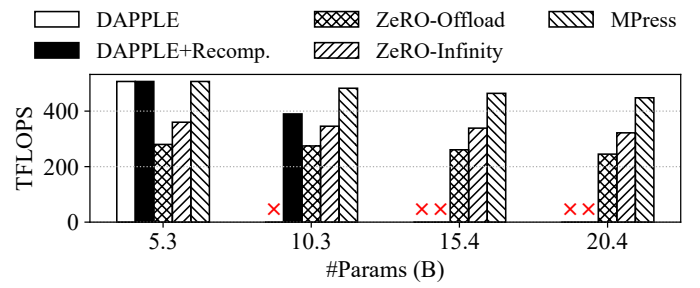 DAPPLE
ZeRO-Offload
MPress
DAPPLE+Recomp.
ZeRO-Infinity
TFLOPS
400
200
0
5.3
10.3
15.4
20.4
#Params (B)